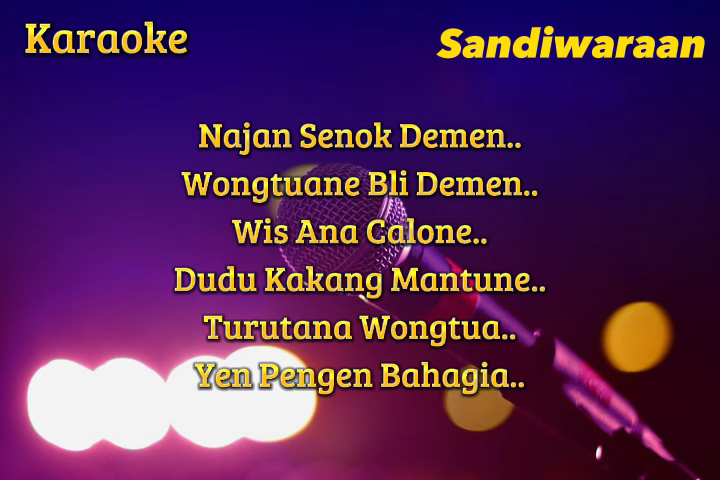 Karaoke
Sandiwaraan
Najan Senok Demen..
Wongtuane Bli Demen..
Wis Ana Calone..
Dudu Kakang Mantune..
Turutana Wongtua..
Yen Pengen Bahagia..